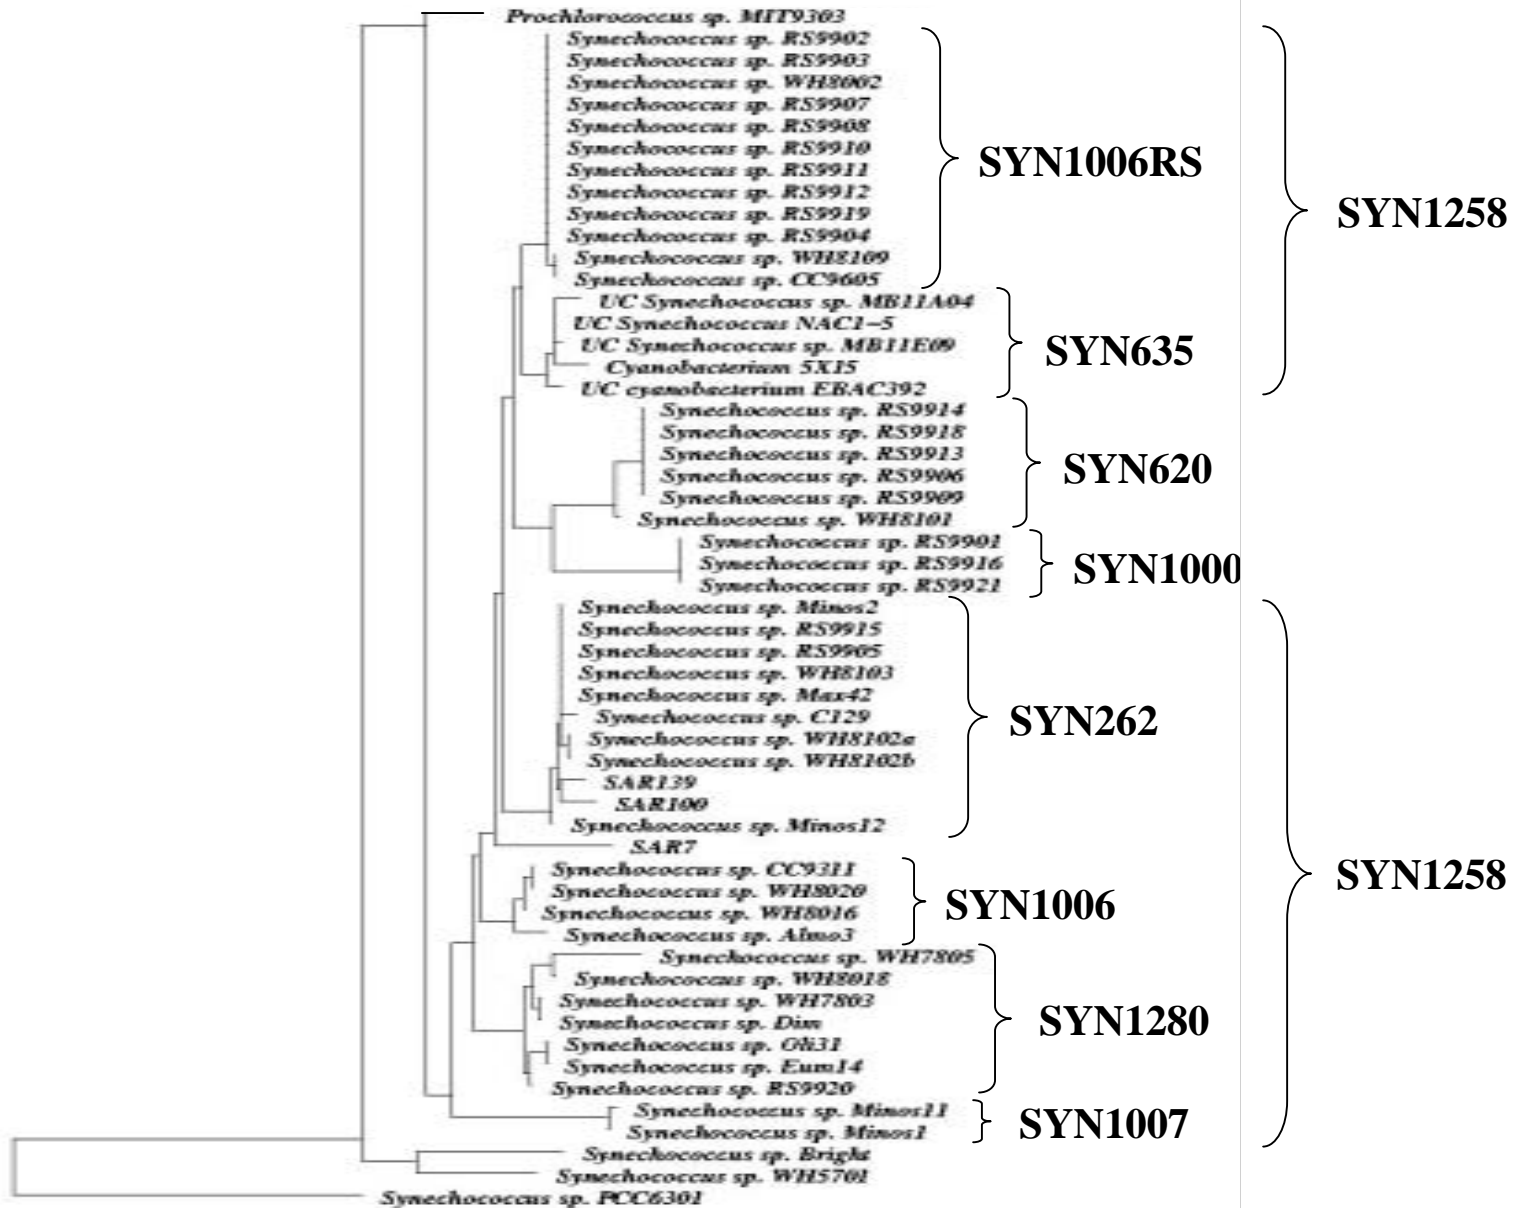 Prochlorococcus sp. MIT9303
Synechococcus sp. RS9902
Synechococcus sp. RS9903
Synechococcus sp. WH8002
Synechococcus sp. RS9907
Synechococcus sp. RS9908
Synechococcus sp. RS9910
Synechococcus sp. RS9911
Synechococcus sp. RS9912
Synechococcus sp. RS9919
Synechococcus sp. RS9904
Synechococcus sp. WH8109
Synechococcus sp. CC9605
SYN1006RS
UC Synechococcus sp. MB11A04
UC Synechococcus NAC1-5
UC Synechococcus sp. MB11E09
Cyanobacterium 5X15
UC cyanobacterium EBAC392
SYN635
SYN1258
Synechococcus sp. RS9914
Synechococcus sp. RS9918
Synechococcus sp. RS9913
Synechococcus sp. RS9906
Synechococcus sp. RS9909
Synechococcus sp. WH8101
SYN620
Synechococcus sp. RS9901
Synechococcus sp. RS9916
Synechococcus sp. RS9921
SYN1000
Synechococcus sp. Minos2
Synechococcus sp. RS9915
Synechococcus sp. RS9905
Synechococcus sp. WH8103
Synechococcus sp. Max42
Synechococcus sp. C129
Synechococcus sp. WH8102a
Synechococcus sp. WH8102b
SAR139
SAR100
Synechococcus sp. Minos12
SYN262
SAR7
Synechococcus sp. CC9311
Synechococcus sp. WH8020
Synechococcus sp. WH8016
Synechococcus sp. Almo3
SYN1006
Synechococcus sp. WH7805
Synechococcus sp. WH8018
Synechococcus sp. WH7803
Synechococcus sp. Dim
Synechococcus sp. Oli31
Synechococcus sp. Eum14
Synechococcus sp. RS9920
SYN1280
Synechococcus sp. Minos11
Synechococcus sp. Minos1
SYN1007
SYN1258
Synechococcus sp. Bright
Synechococcus sp. WH5701
Synechococcus sp. PCC6301